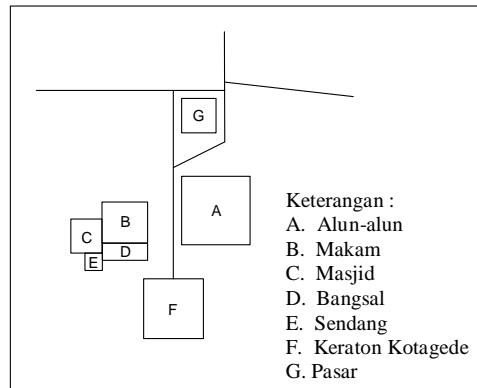 G
A
B
C
D
E
F
Keterangan :
A. Alun-alun
B. Makam
C. Masjid
D. Bangsal
E. Sendang
F. Keraton Kotagede
G. Pasar